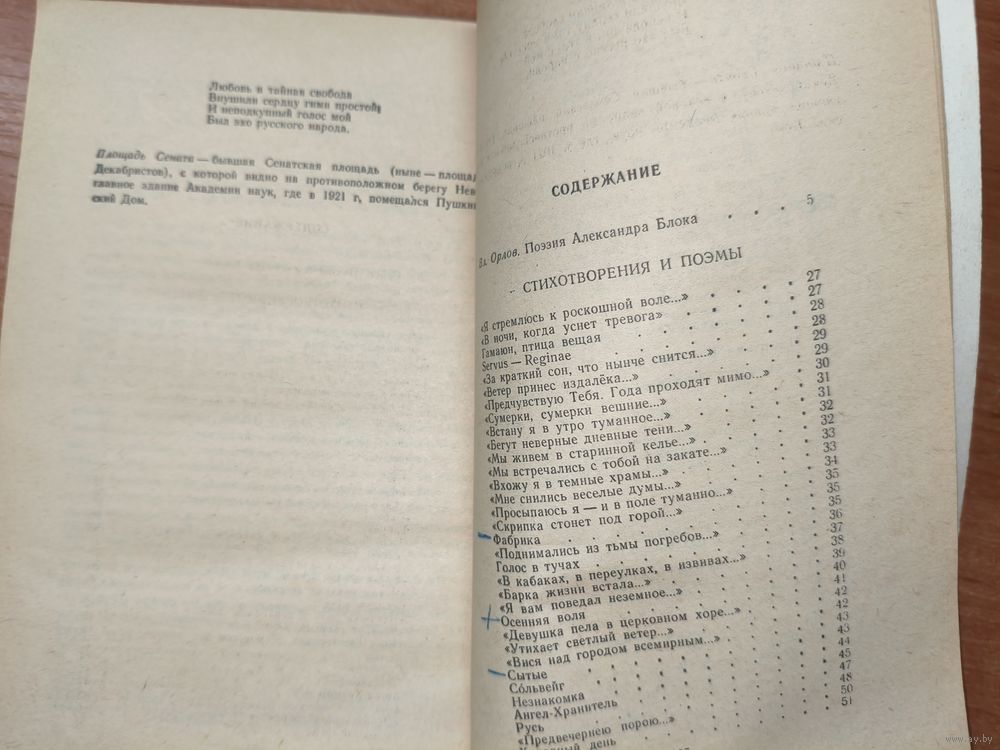 Любовь и тайная свобода
Внушили сердцу гимн простой,
И неподкупный голос мой
Был эхо русского народа.
Площадь Сената — бывшая Сенатская площадь (ныне — площад
Декабристов), с которой видно на противоположном берегу Нев
главное здание Академии наук, где в 1921 г, помещался Пушкин
ский Дом.
СОДЕРЖАНИЕ
Вл. Орлов. Поэзия Александра Блока . . . . 5
СТИХОТВОРЕНИЯ И ПОЭМЫ
«Я стремлюсь к роскошной воле...» . . . . 27
«В ночи, когда уснет тревога» . . . . 27
Гамаюн, птица вещая . . . . 28
Servus — Reginae . . . . 28
«За краткий сон, что нынче снится...» . . . . 29
«Ветер принес издалёка...» . . . . 29
«Предчувствую Тебя. Года проходят мимо...» . 30
«Сумерки, сумерки вешние...» . . . . 31
«Встану я в утро туманное...» . . . . 31
«Бегут неверные дневные тени...» . . . . 32
«Мы живем в старинной келье...» . . . . 32
«Мы встречались с тобой на закате...» . . . . 33
«Вхожу я в темные храмы...» . . . . 33
«Мне снились веселые думы...» . . . . 34
«Просыпаюсь я — и в поле туманно...» . . . . 35
«Скрипка стонет под горой...» . . . . 35
Фабрика . . . . 35
«Поднимались из тьмы погребов...» . . . . 36
Голос в тучах . . . . 37
«В кабаках, в переулках, в извивах...» . . . . 38
«Барка жизни встала...» . . . . 39
«Я вам поведал неземное...» . . . . 40
Осенняя воля . . . . 41
«Девушка пела в церковном хоре...» . . . . 42
«Утихает светлый ветер...» . . . . 42
«Вися над городом всемирным...» . . . . 43
Сытые . . . . 43
Сольвейг . . . . 44
Незнакомка . . . . 45
Ангел-Хранитель . . . . 47
Русь . . . . 48
«Предвечернею порою...» . . . . 50
день . . . . 51
www.ay.by